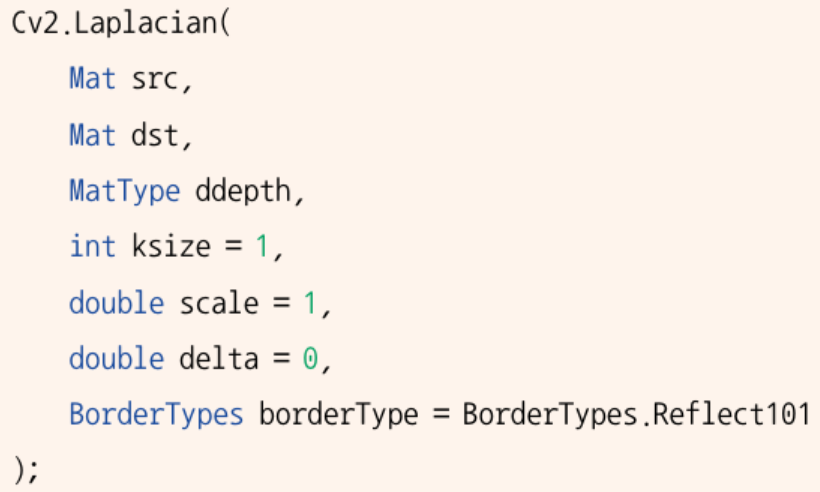 Cv2.Laplacian(
    Mat src,
    Mat dst,
    MatType ddepth,
    int ksize = 1,
    double scale = 1,
    double delta = 0,
    BorderTypes borderType = BorderTypes.Reflect101
);